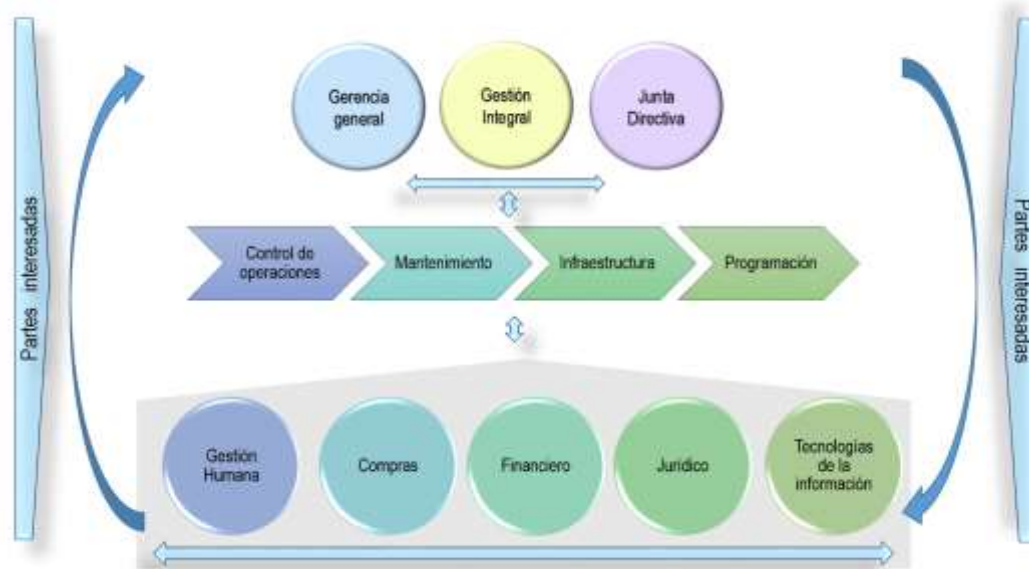 Partes interesadas
Gerencia
general
Gestión
Integral
Junta
Directiva
Control de
operaciones
Mantenimiento
Infraestructura
Programación
Gestión
Humana
Compras
Financiero
Jurídico
Tecnologías
de la
información
Partes interesadas